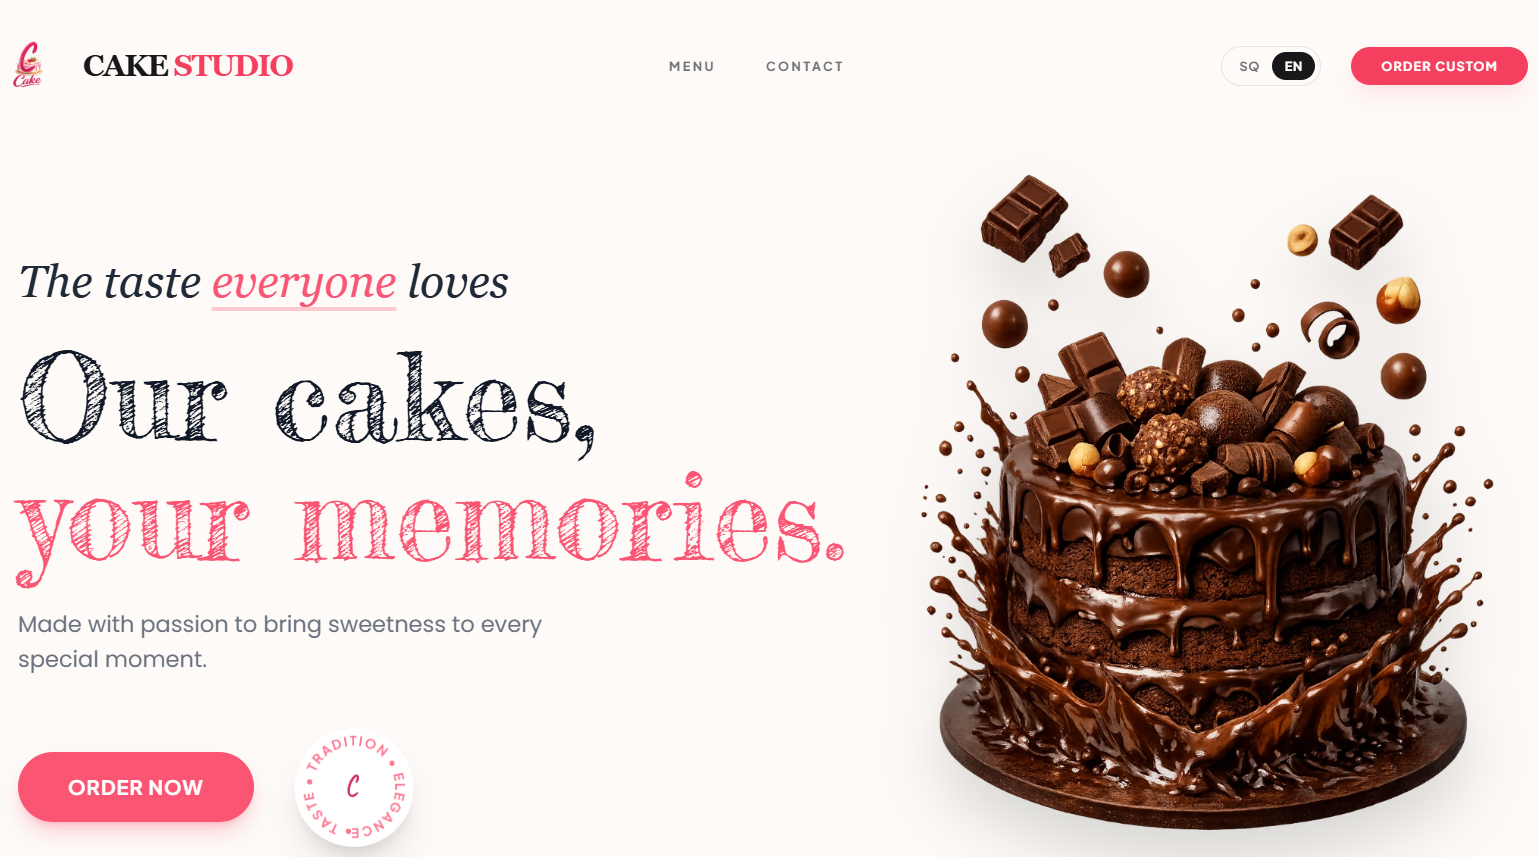 C
Cake
CAKE STUDIO
MENU
CONTACT
SQ
EN
ORDER CUSTOM
The taste everyone loves
Our cakes,
your memories.
Made with passion to bring sweetness to every
special moment.
ORDER NOW
TRADITION • ELEGANCE • TASTE •
C